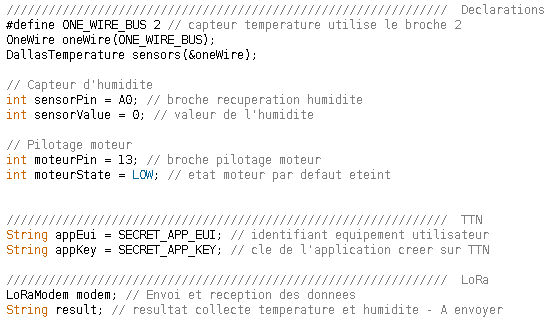 /////////////////////////////////////////////////////////////// Declarations
#define ONE_WIRE_BUS 2 // capteur temperature utilise le broche 2
OneWire oneWire(ONE_WIRE_BUS);
DallasTemperature sensors(&oneWire);
// Capteur d'humidite
int sensorPin = A0; // broche recuperation humidite
int sensorValue = 0; // valeur de l'humidite
// Pilotage moteur
int moteurPin = 13; // broche pilotage moteur
int moteurState = LOW; // etat moteur par defaut eteint
/////////////////////////////////////////////////////////////// TTN
String appEui = SECRET_APP_EUI; // identifiant equipement utilisateur
String appKey = SECRET_APP_KEY; // cle de l'application creer sur TTN
/////////////////////////////////////////////////////////////// LoRa
LoRaModem modem; // Envoi et reception des donnees
String result; // resultat collecte temperature et humidite - A envoyer